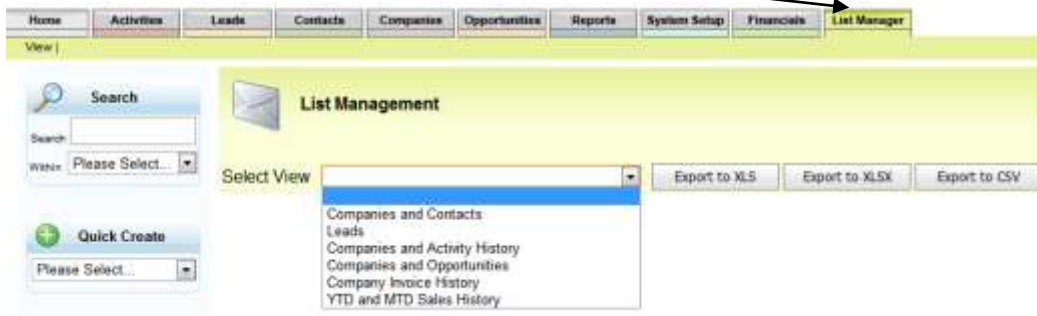 Home Activities Leads Contacts Companies Opportunities Reports System Setup Financials List Manager
View |
Search
Search
Within Please Select...
Quick Create
Please Select...
List Management
Select View Export to XLS Export to XLSX Export to CSV
Companies and Contacts
Leads
Companies and Activity History
Companies and Opportunities
Company Invoice History
YTD and MTD Sales History